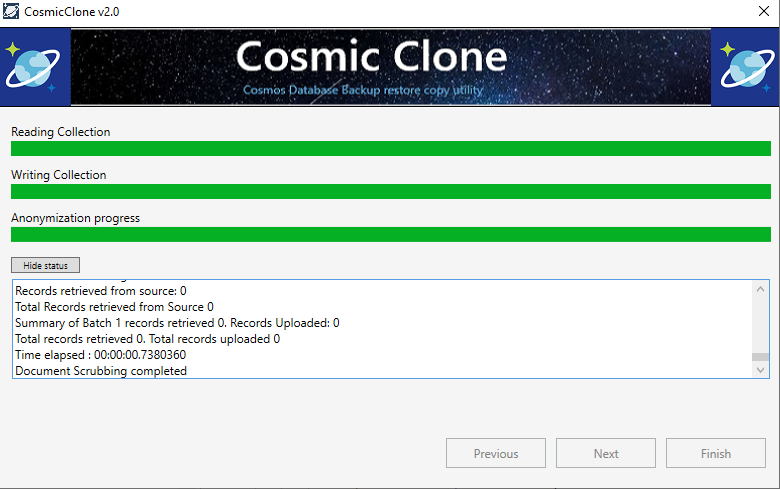 CosmicClone v2.0
Cosmic Clone
Cosmos Database Backup restore copy utility
Reading Collection
Writing Collection
Anonymization progress
Hide status
Records retrieved from source: 0
Total Records retrieved from Source 0
Summary of Batch 1 records retrieved 0. Records Uploaded: 0
Total records retrieved 0. Total records uploaded 0
Time elapsed : 00:00:00.7380360
Document Scrubbing completed
Previous
Next
Finish